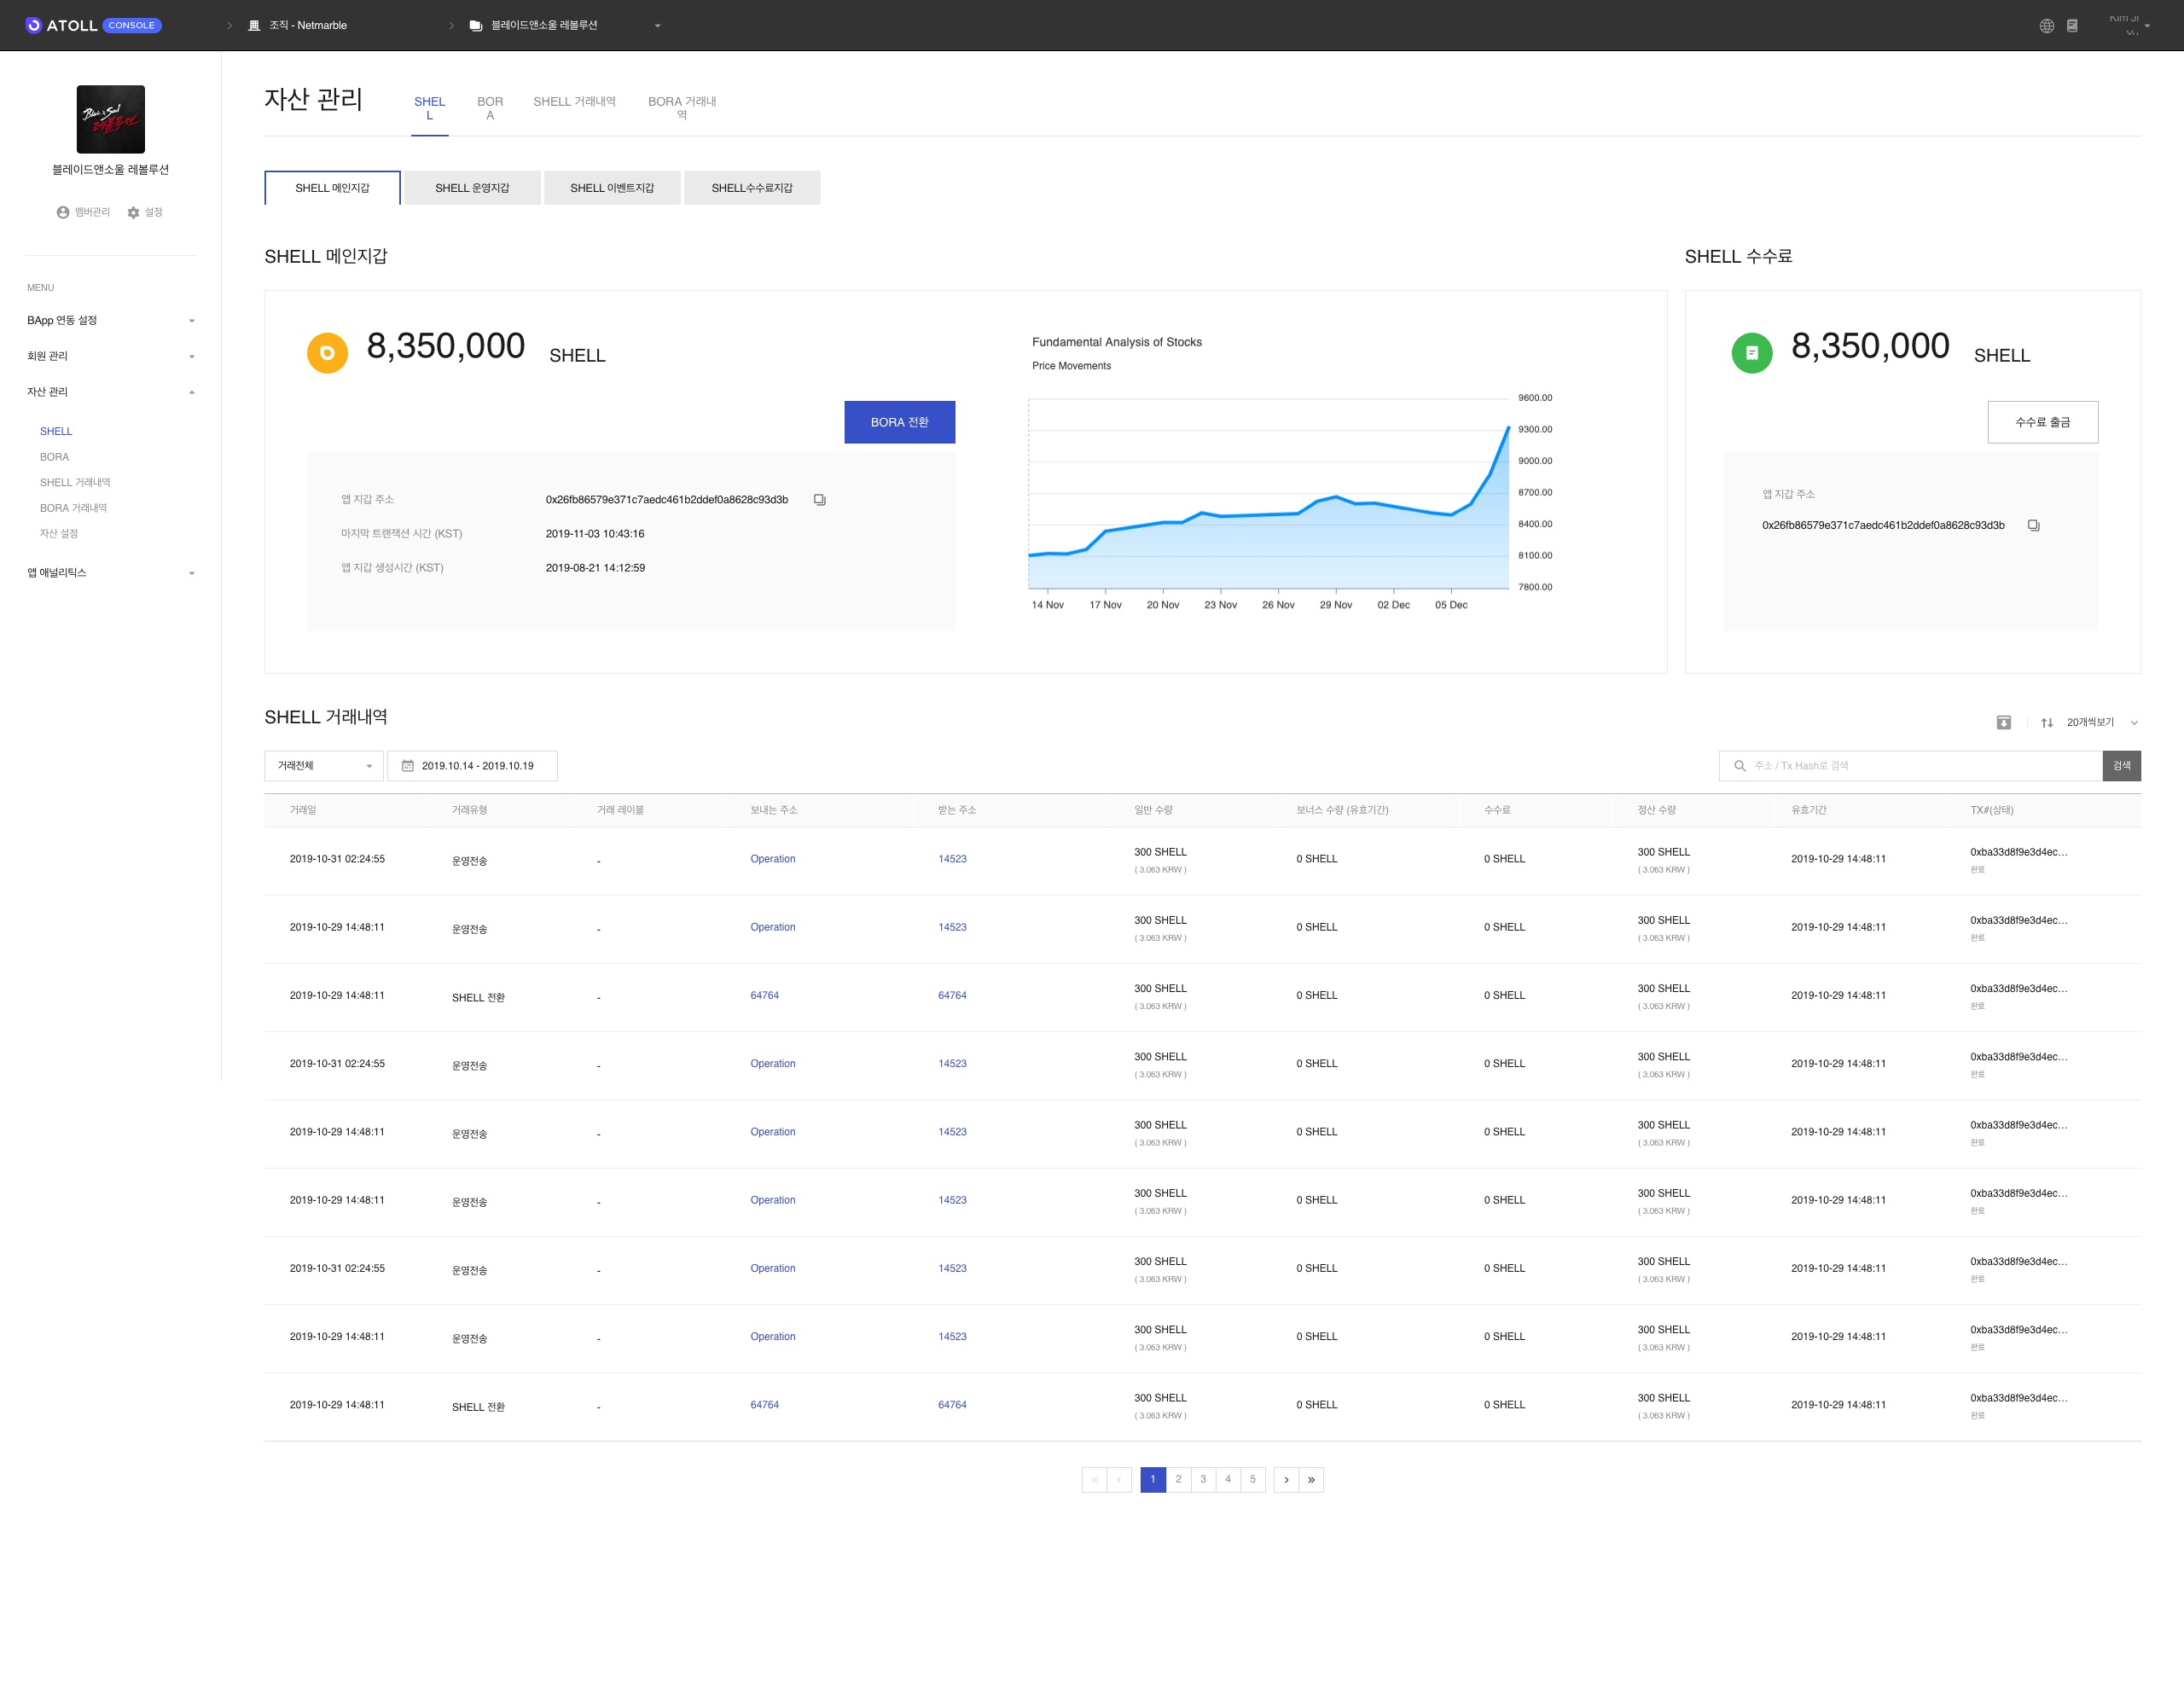 ATOLL CONSOLE
조직 - Netmarble
블레이드앤소울 레볼루션
Blade & Soul
레볼루션
블레이드앤소울 레볼루션
멤버관리 설정
MENU
BApp 연동 설정
회원 관리
자산 관리
SHELL
BORA
SHELL 거래내역
BORA 거래내역
자산 설정
앱 애널리틱스
자산 관리
SHEL
L
BOR
A
SHELL 거래내역
BORA 거래내
역
SHELL 메인지갑 SHELL 운영지갑 SHELL 이벤트지갑 SHELL수수료지갑
SHELL 메인지갑
8,350,000 SHELL
BORA 전환
앱 지갑 주소 0x26fb86579e371c7aedc461b2ddef0a8628c93d3b
마지막 트랜잭션 시간 (KST) 2019-11-03 10:43:16
앱 지갑 생성시간 (KST) 2019-08-21 14:12:59
Fundamental Analysis of Stocks
Price Movements
9600.00
9300.00
9000.00
8700.00
8400.00
8100.00
7800.00
14 Nov 17 Nov 20 Nov 23 Nov 26 Nov 29 Nov 02 Dec 05 Dec
SHELL 수수료
8,350,000 SHELL
수수료 출금
앱 지갑 주소
0x26fb86579e371c7aedc461b2ddef0a8628c93d3b
SHELL 거래내역
20개씩보기
거래전체 2019.10.14 - 2019.10.19
주소 / Tx Hash로 검색 검색
거래일 거래유형 거래 레이블 보내는 주소 받는 주소 일반 수량 보너스 수량 (유효기간) 수수료 정산 수량 유효기간 TX#(상태)
2019-10-31 02:24:55 운영전송 - Operation 14523 300 SHELL 0 SHELL 0 SHELL 300 SHELL 2019-10-29 14:48:11 0xba33d8f9e3d4ec...
( 3.063 KRW ) ( 3.063 KRW ) 완료
2019-10-29 14:48:11 운영전송 - Operation 14523 300 SHELL 0 SHELL 0 SHELL 300 SHELL 2019-10-29 14:48:11 0xba33d8f9e3d4ec...
( 3.063 KRW ) ( 3.063 KRW ) 완료
2019-10-29 14:48:11 SHELL 전환 - 64764 64764 300 SHELL 0 SHELL 0 SHELL 300 SHELL 2019-10-29 14:48:11 0xba33d8f9e3d4ec...
( 3.063 KRW ) ( 3.063 KRW ) 완료
2019-10-31 02:24:55 운영전송 - Operation 14523 300 SHELL 0 SHELL 0 SHELL 300 SHELL 2019-10-29 14:48:11 0xba33d8f9e3d4ec...
( 3.063 KRW ) ( 3.063 KRW ) 완료
2019-10-29 14:48:11 운영전송 - Operation 14523 300 SHELL 0 SHELL 0 SHELL 300 SHELL 2019-10-29 14:48:11 0xba33d8f9e3d4ec...
( 3.063 KRW ) ( 3.063 KRW ) 완료
2019-10-29 14:48:11 운영전송 - Operation 14523 300 SHELL 0 SHELL 0 SHELL 300 SHELL 2019-10-29 14:48:11 0xba33d8f9e3d4ec...
( 3.063 KRW ) ( 3.063 KRW ) 완료
2019-10-31 02:24:55 운영전송 - Operation 14523 300 SHELL 0 SHELL 0 SHELL 300 SHELL 2019-10-29 14:48:11 0xba33d8f9e3d4ec...
( 3.063 KRW ) ( 3.063 KRW ) 완료
2019-10-29 14:48:11 운영전송 - Operation 14523 300 SHELL 0 SHELL 0 SHELL 300 SHELL 2019-10-29 14:48:11 0xba33d8f9e3d4ec...
( 3.063 KRW ) ( 3.063 KRW ) 완료
2019-10-29 14:48:11 SHELL 전환 - 64764 64764 300 SHELL 0 SHELL 0 SHELL 300 SHELL 2019-10-29 14:48:11 0xba33d8f9e3d4ec...
( 3.063 KRW ) ( 3.063 KRW ) 완료
« ‹ 1 2 3 4 5 › »